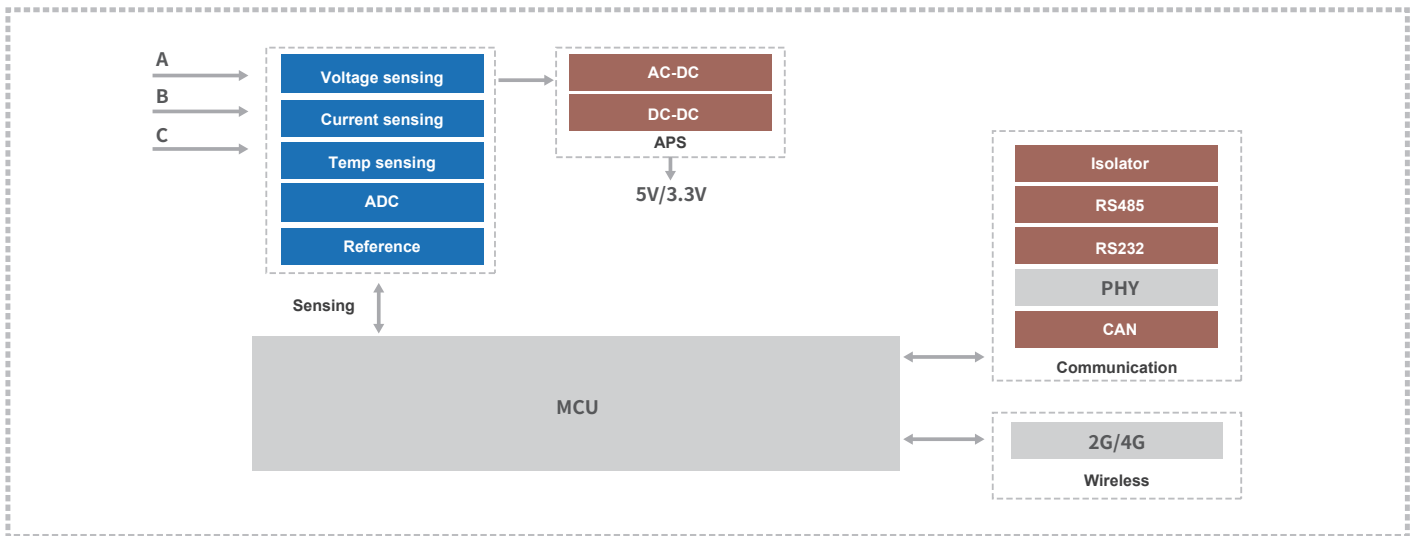 A
B
C
Voltage sensing
Current sensing
Temp sensing
ADC
Reference
Sensing
AC-DC
DC-DC
APS
5V/3.3V
MCU
Isolator
RS485
RS232
PHY
CAN
Communication
2G/4G
Wireless